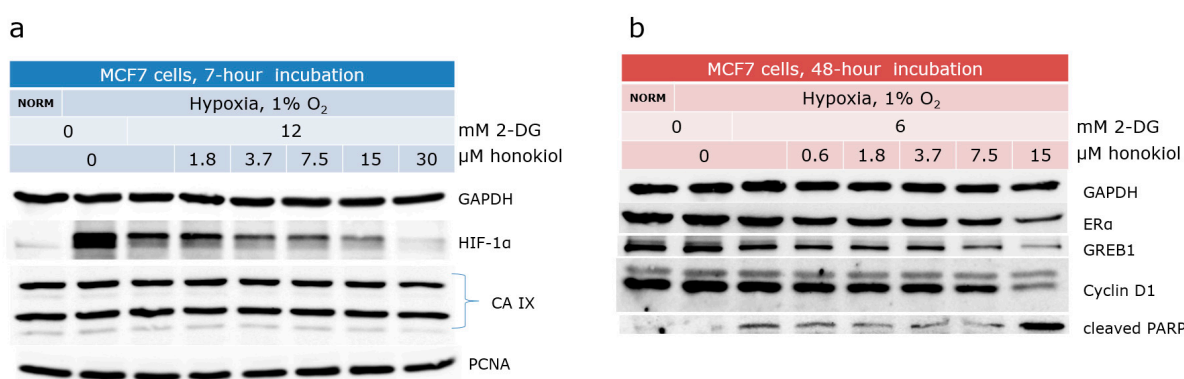 a
MCF7 cells, 7-hour incubation
NORM Hypoxia, 1% O₂
0 12 mM 2-DG
0 1.8 3.7 7.5 15 30 µM honokiol
GAPDH
HIF-1α
CA IX
PCNA
b
MCF7 cells, 48-hour incubation
NORM Hypoxia, 1% O₂
0 6 mM 2-DG
0 0.6 1.8 3.7 7.5 15 µM honokiol
GAPDH
ERα
GREB1
Cyclin D1
cleaved PARP